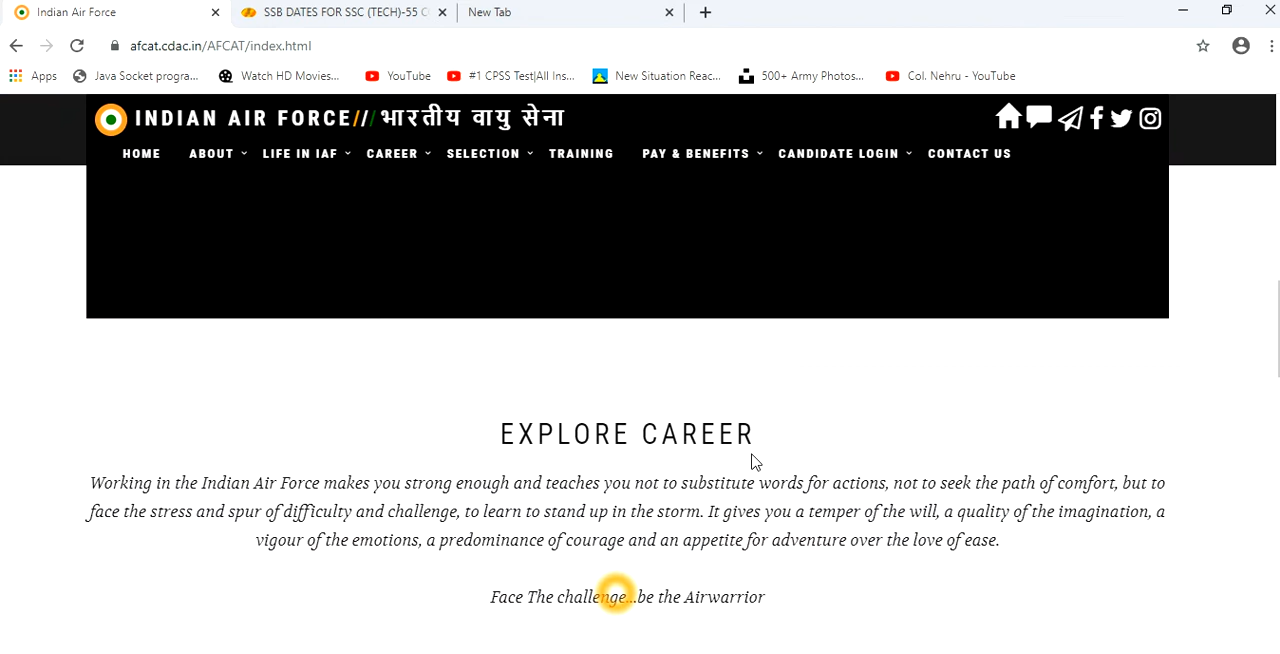 Indian Air Force
SSB DATES FOR SSC (TECH)-55
New Tab
afcat.cdac.in/AFCAT/index.html
Apps Java Socket progra... Watch HD Movies... YouTube #1 CPSS Test|All Ins... New Situation Reac... 500+ Army Photos... Col. Nehru - YouTube
INDIAN AIR FORCE// भारतीय वायु सेना
HOME ABOUT LIFE IN IAF CAREER SELECTION TRAINING PAY & BENEFITS CANDIDATE LOGIN CONTACT US
EXPLORE CAREER
Working in the Indian Air Force makes you strong enough and teaches you not to substitute words for actions, not to seek the path of comfort, but to
face the stress and spur of difficulty and challenge, to learn to stand up in the storm. It gives you a temper of the will, a quality of the imagination, a
vigour of the emotions, a predominance of courage and an appetite for adventure over the love of ease.
Face The challenge...be the Airwarrior